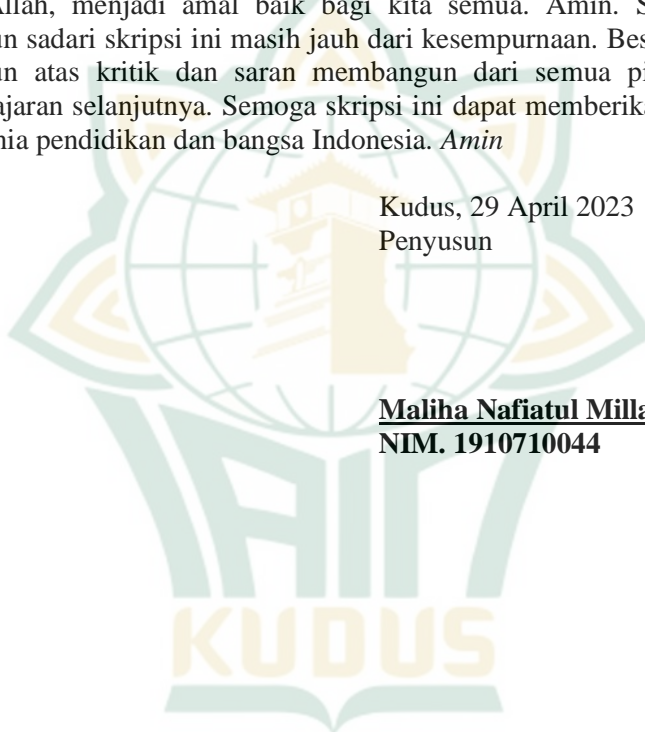 Allah, menjadi amal baik bagi kita semua. Amin. S
un sadari skripsi ini masih jauh dari kesempurnaan. Bes
un atas kritik dan saran membangun dari semua pi
ajaran selanjutnya. Semoga skripsi ini dapat memberika
nia pendidikan dan bangsa Indonesia. Amin
Kudus, 29 April 2023
Penyusun
Maliha Nafiatul Milla
NIM. 1910710044
IAIN
KUDUS